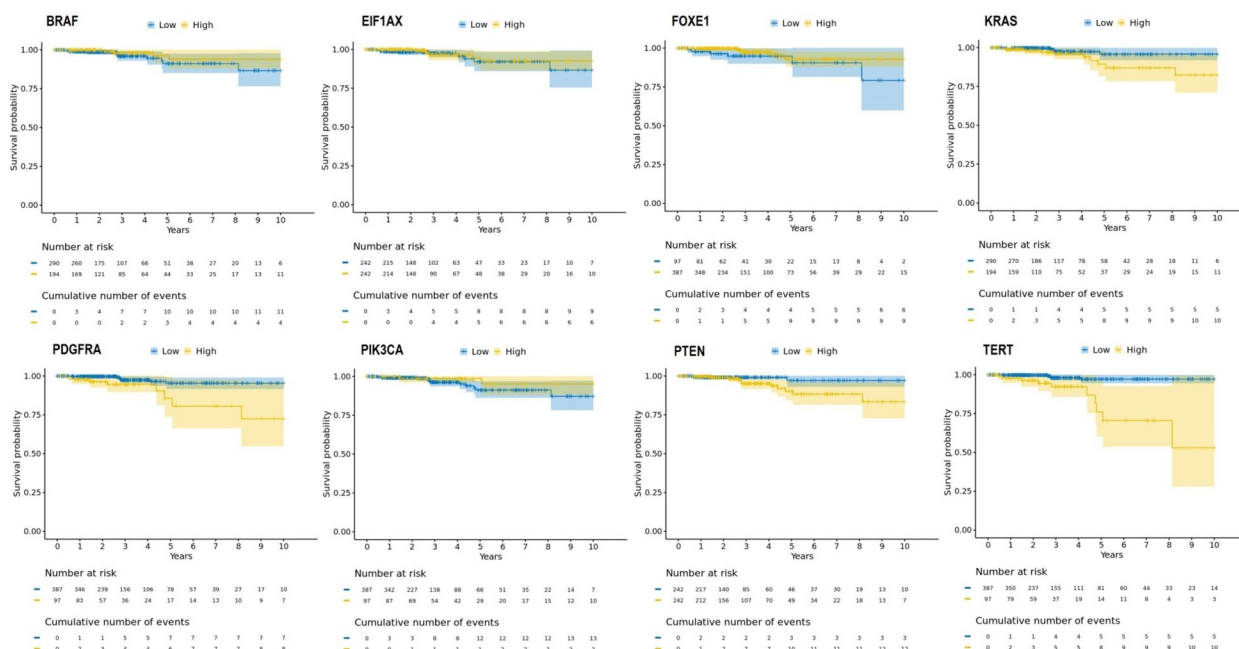 BRAF
Low High
Survival probability
1.00
0.75
0.50
0.25
0.00
0 1 2 3 4 5 6 7 8 9 10
Years
Number at risk
290 260 175 107 66 51 38 27 20 13 6
194 169 121 85 64 44 33 25 17 13 11
Cumulative number of events
0 3 4 7 7 10 10 10 10 11 11
0 0 0 2 2 3 4 4 4 4 4
EIF1AX
Low High
Survival probability
1.00
0.75
0.50
0.25
0.00
0 1 2 3 4 5 6 7 8 9 10
Years
Number at risk
242 215 148 102 63 47 33 23 17 10 7
242 214 148 90 67 48 38 29 20 16 10
Cumulative number of events
0 3 4 5 5 8 8 8 8 9 9
0 0 0 4 4 5 6 6 6 6 6
FOXE1
Low High
Survival probability
1.00
0.75
0.50
0.25
0.00
0 1 2 3 4 5 6 7 8 9 10
Years
Number at risk
97 81 62 41 30 22 15 13 8 4 2
387 348 234 151 100 73 56 39 29 22 15
Cumulative number of events
0 2 3 4 4 4 5 5 5 6 6
0 1 1 5 5 9 9 9 9 9 9
KRAS
Low High
Survival probability
1.00
0.75
0.50
0.25
0.00
0 1 2 3 4 5 6 7 8 9 10
Years
Number at risk
290 270 186 117 78 58 42 28 18 11 6
194 159 110 75 52 37 29 24 19 15 11
Cumulative number of events
0 1 1 4 4 5 5 5 5 5 5
0 2 3 5 5 8 9 9 9 10 10
PDGFRA
Low High
Survival probability
1.00
0.75
0.50
0.25
0.00
0 1 2 3 4 5 6 7 8 9 10
Years
Number at risk
387 346 239 156 106 78 57 39 27 17 10
97 83 57 36 24 17 14 13 10 9 7
Cumulative number of events
0 1 1 5 5 7 7 7 7 7 7
PIK3CA
Low High
Survival probability
1.00
0.75
0.50
0.25
0.00
0 1 2 3 4 5 6 7 8 9 10
Years
Number at risk
387 342 227 138 88 66 51 35 22 14 7
97 87 69 54 42 29 20 17 15 12 10
Cumulative number of events
0 3 3 8 8 12 12 12 12 13 13
PTEN
Low High
Survival probability
1.00
0.75
0.50
0.25
0.00
0 1 2 3 4 5 6 7 8 9 10
Years
Number at risk
242 217 140 85 60 46 37 30 19 13 10
242 212 156 107 70 49 34 22 18 13 7
Cumulative number of events
0 2 2 2 2 3 3 3 3 3 3
TERT
Low High
Survival probability
1.00
0.75
0.50
0.25
0.00
0 1 2 3 4 5 6 7 8 9 10
Years
Number at risk
387 350 237 155 111 81 60 44 33 23 14
97 79 59 37 19 14 11 8 4 3 3
Cumulative number of events
0 1 1 4 4 5 5 5 5 5 5
0 2 3 5 5 8 9 9 9 10 10